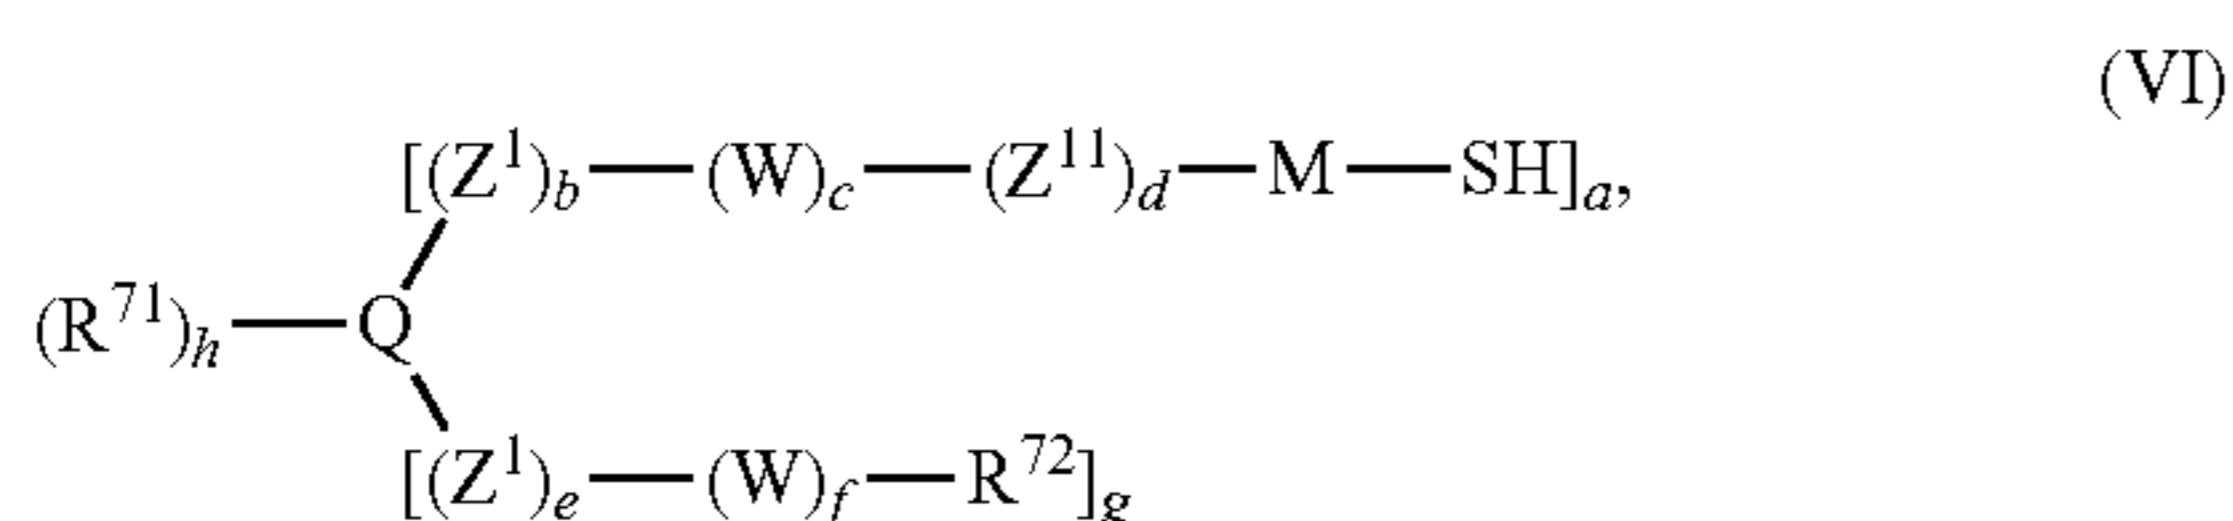 (VI)
[(Z¹)b—(W)c—(Z¹¹)d—M—SH]a,
(R⁷¹)h—Q
[(Z¹)e—(W)f—R⁷²]g